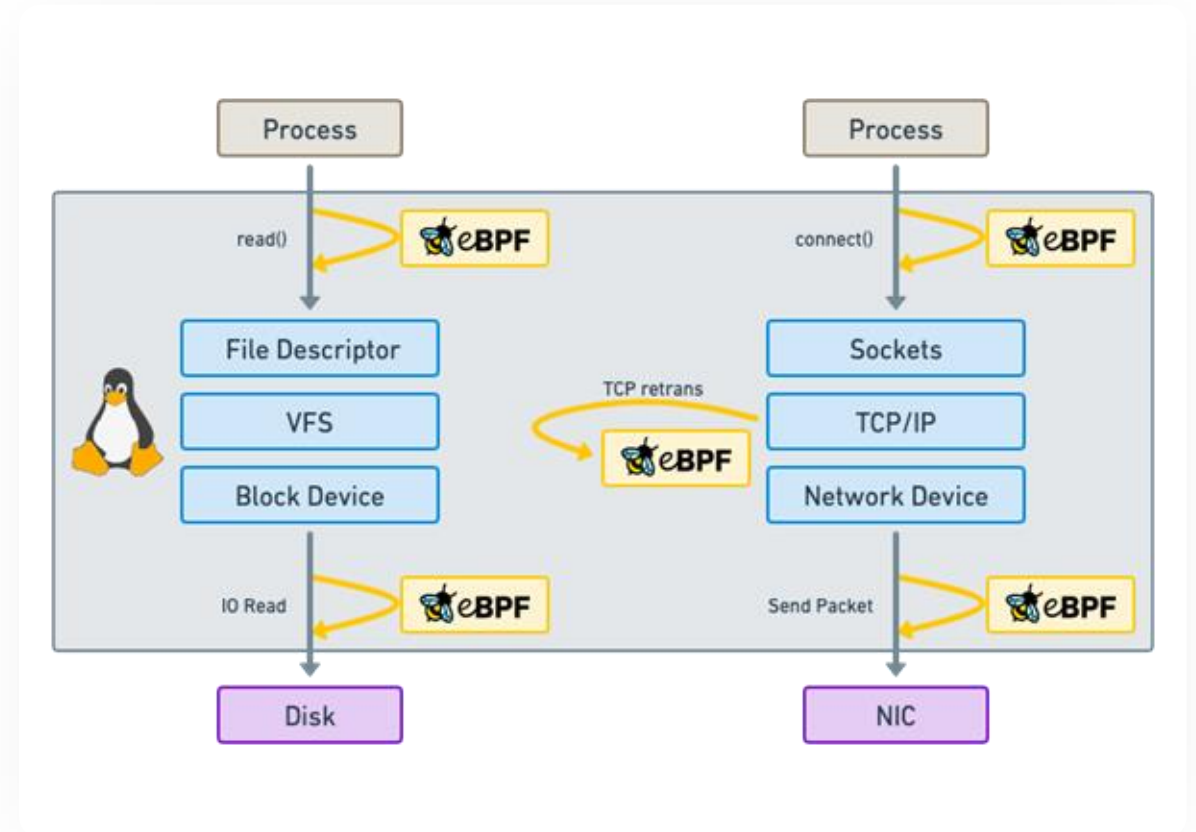 Process
Process
read()
eBPF
connect()
eBPF
File Descriptor
Sockets
TCP retrans
VFS
TCP/IP
eBPF
Block Device
Network Device
IO Read
eBPF
Send Packet
eBPF
Disk
NIC